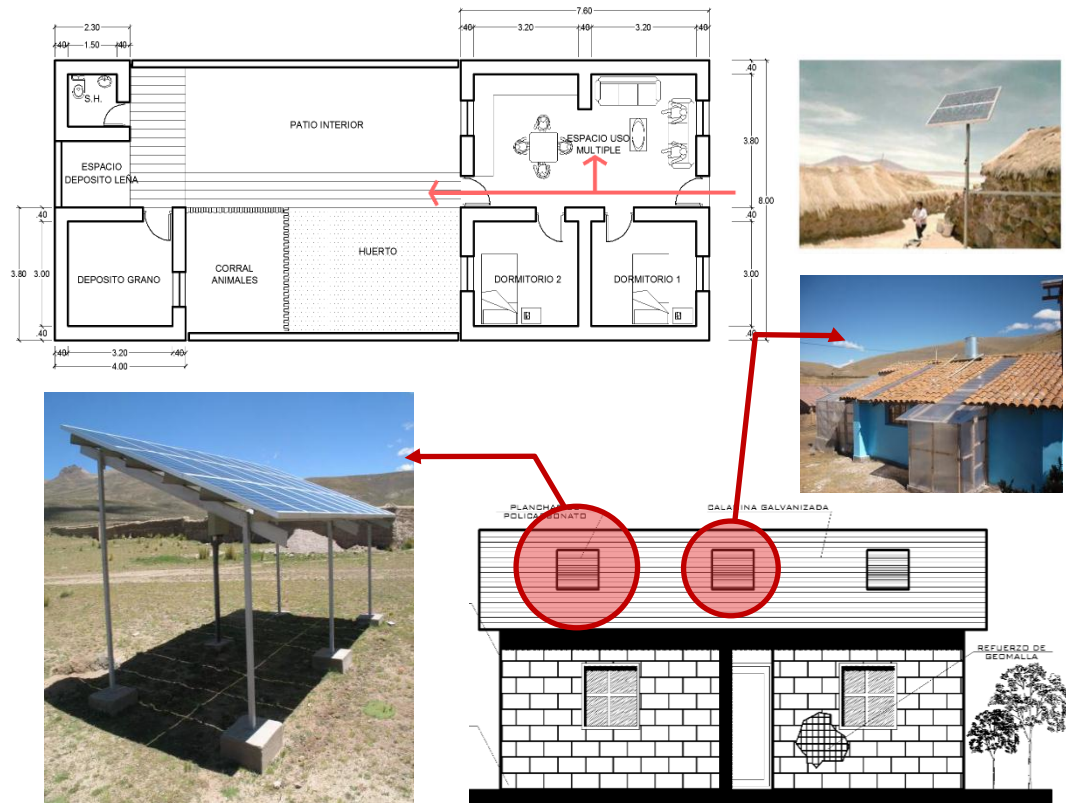 7.60
2.30
.40
1.50
.40
.40
3.20
.40
3.20
.40
S.H.
PATIO INTERIOR
ESPACIO USO
MULTIPLE
ESPACIO
DEPOSITO LEÑA
.40
3.80
8.00
.40
3.00
.40
.40
3.80
3.00
.40
DEPOSITO GRANO
CORRAL
ANIMALES
HUERTO
DORMITORIO 2
DORMITORIO 1
.40
3.20
.40
4.00
POLICARBONATO
CALAMINA GALVANIZADA
REFUERZO DE
GEOMALLA